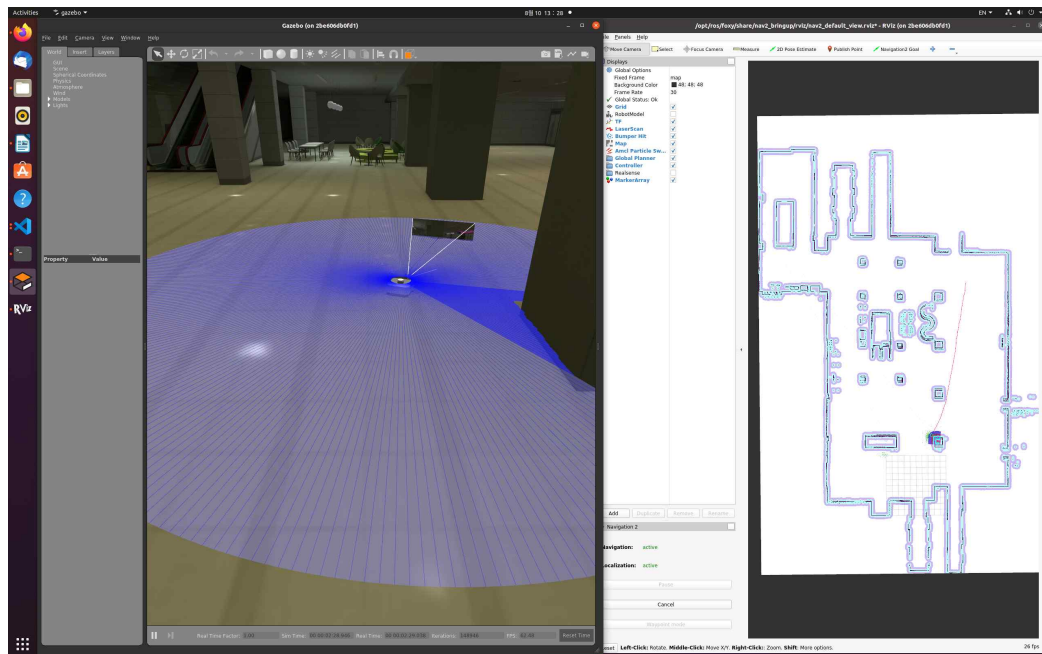 Activities
gazebo
8월 10 13 : 28
EN
Gazebo (on 2be606db0fd1)
/opt/ros/foxy/share/nav2_bringup/rviz/nav2_default_view.rviz* - RViz (on 2be606db0fd1)
File Edit Camera View Window Help
Panels Help
World Insert Layers
Move Camera Select Focus Camera Measure 2D Pose Estimate Publish Point Navigation2 Goal
GUI
Scene
Spherical Coordinates
Physics
Atmosphere
Wind
Models
Lights
Property Value
Displays
Global Options
Fixed Frame map
Background Color 48; 48; 48
Frame Rate 30
Global Status: Ok
Grid
RobotModel
TF
LaserScan
Bumper Hit
Map
Amcl Particle Sw...
Global Planner
Controller
Realsense
MarkerArray
RViz
Add Duplicate Remove Rename
Navigation 2
Navigation: active
Localization: active
Pause
Cancel
Waypoint mode
Real Time Factor: Sim Time: Real Time: Iterations: FPS: Reset Time
Left-Click: Rotate. Middle-Click: Move X/Y. Right-Click: Zoom. Shift: More options.
26 fps